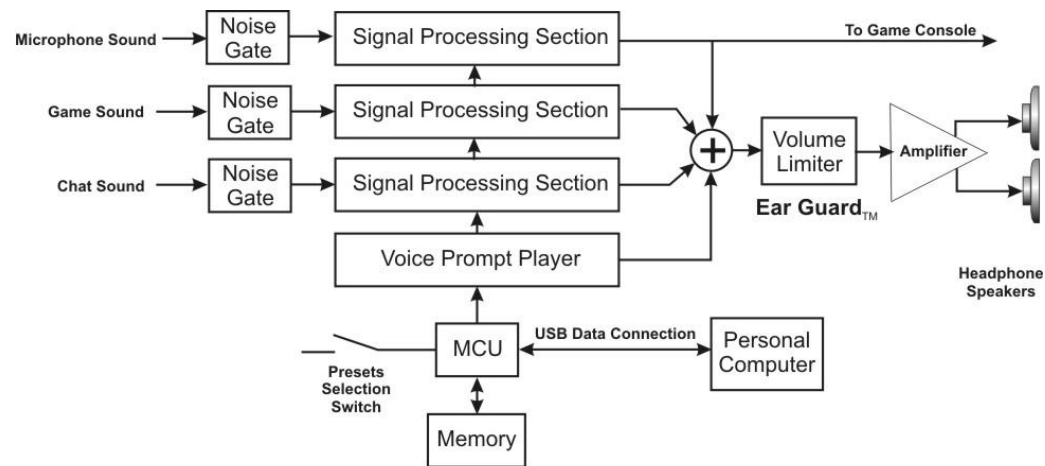 Microphone Sound
Noise
Gate
Signal Processing Section
To Game Console
Game Sound
Noise
Gate
Signal Processing Section
Chat Sound
Noise
Gate
Signal Processing Section
+
Volume
Limiter
Ear Guard TM
Amplifier
Headphone
Speakers
Voice Prompt Player
Presets
Selection
Switch
MCU
USB Data Connection
Personal
Computer
Memory